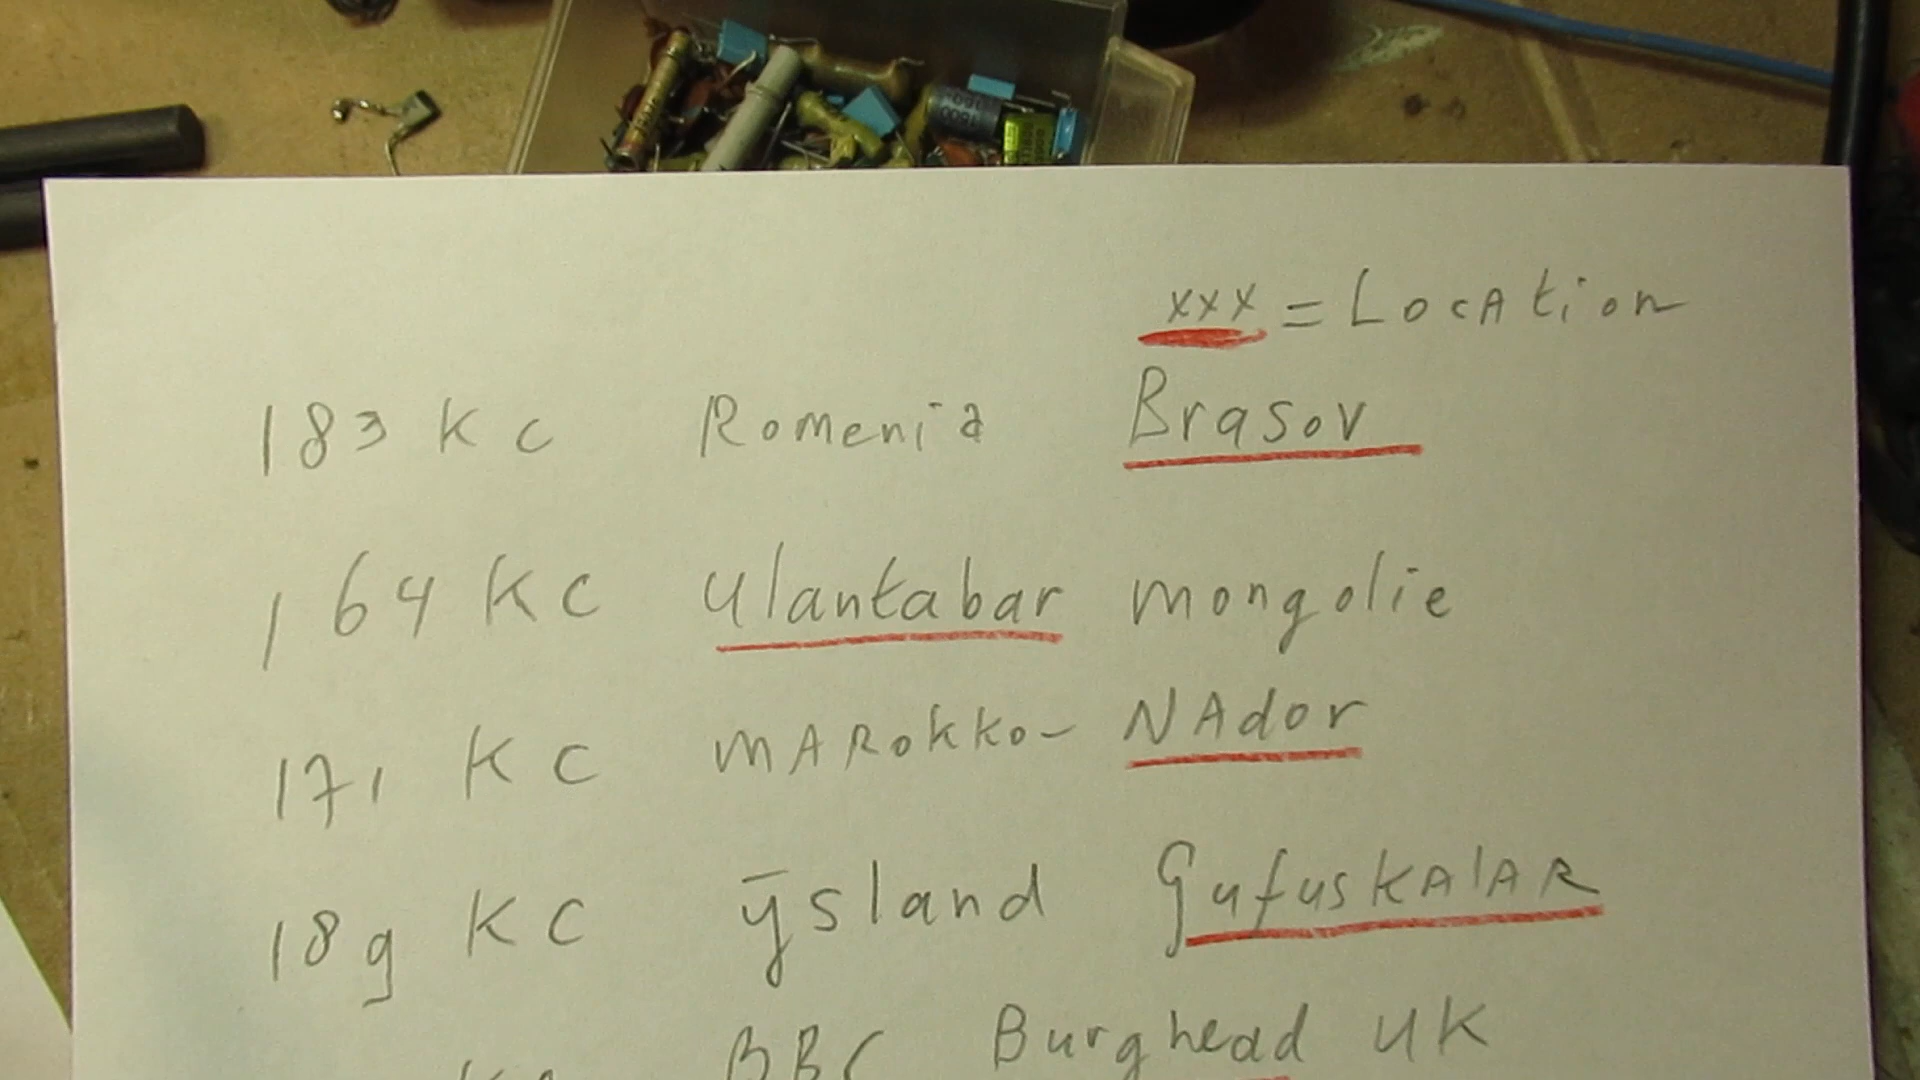 xxx = Location
183 KC Romenia Brasov
164 KC Ulantabar mongolie
171 KC MAROKKO- NAdor
189 KC ÿsland GufusKAlAR
KC BBC Burghead UK